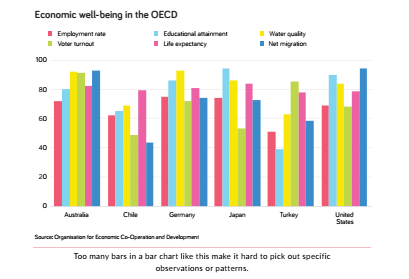 Economic well-being in the OECD
Employment rate Educational attainment Water quality
Voter turnout Life expectancy Net migration
100
80
60
40
20
0
Australia Chile Germany Japan Turkey United States
Source: Organisation for Economic Co-Operation and Development
Too many bars in a bar chart like this make it hard to pick out specific
observations or patterns.